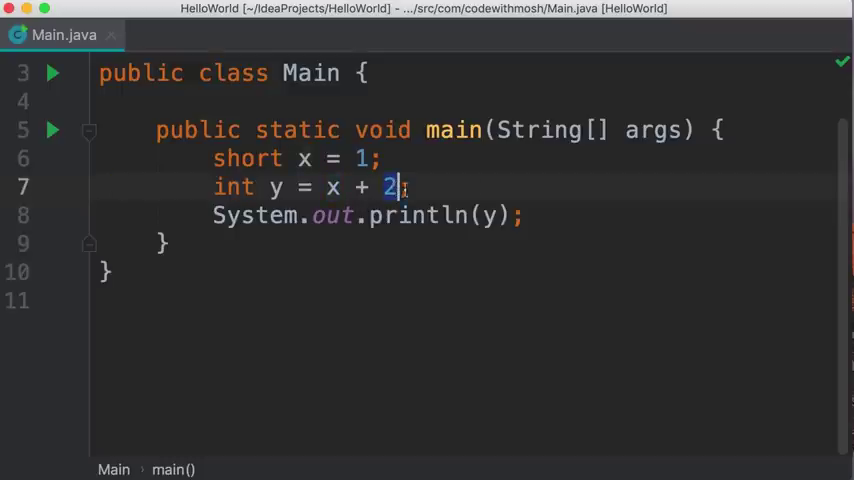 HelloWorld [~/IdeaProjects/HelloWorld] - .../src/com/codewithmosh/Main.java [HelloWorld]
Main.java
3 public class Main {
4
5 public static void main(String[] args) {
6 short x = 1;
7 int y = x + 2;
8 System.out.println(y);
9 }
10 }
11
Main › main()